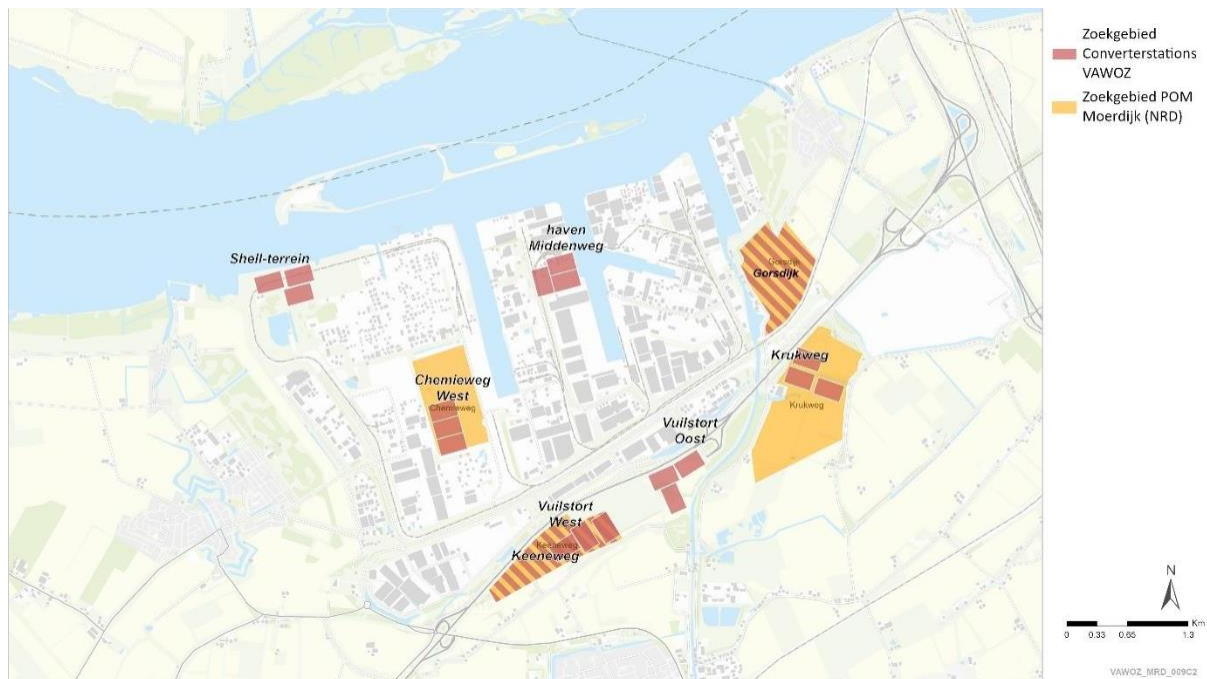 Zoekgebied
Converterstations
VAWOZ
Zoekgebied POM
Moerdijk (NRD)
haven
Middenweg
Shell-terrein
Gorsdijk
Gorsdijk
Krukweg
Chemieweg
West
Chemieweg
Krukweg
Vuilstort
Oost
Vuilstort
West
Keeneweg
Keeneweg
N
Km
0 0.33 0.65 1.3
VAWOZ_MRD_009C2